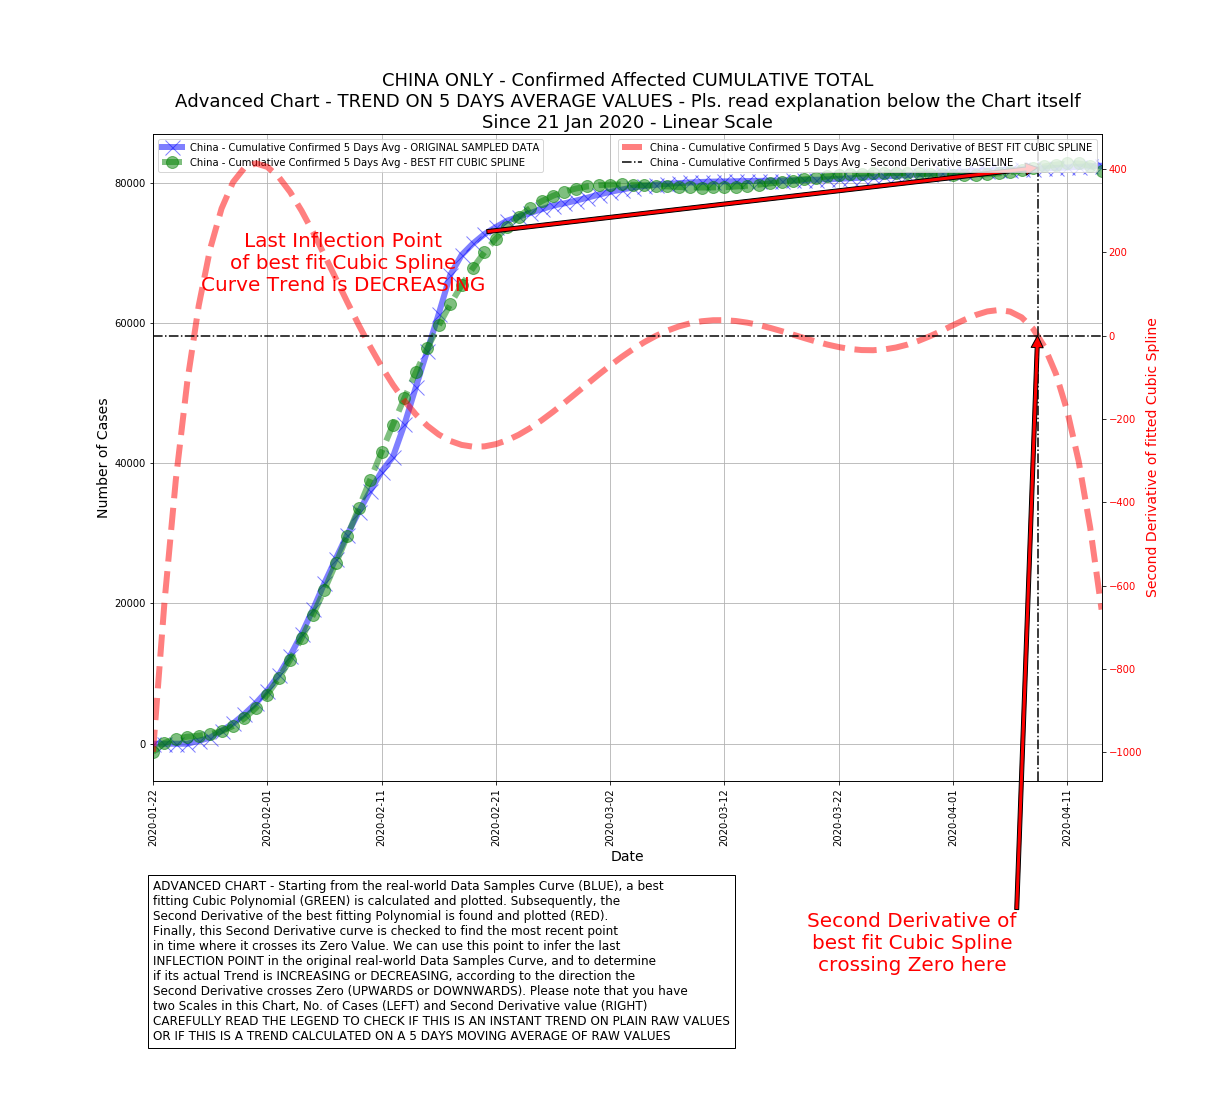 CHINA ONLY - Confirmed Affected CUMULATIVE TOTAL
Advanced Chart - TREND ON 5 DAYS AVERAGE VALUES - Pls. read explanation below the Chart itself
Since 21 Jan 2020 - Linear Scale
China - Cumulative Confirmed 5 Days Avg - ORIGINAL SAMPLED DATA
China - Cumulative Confirmed 5 Days Avg - BEST FIT CUBIC SPLINE
China - Cumulative Confirmed 5 Days Avg - Second Derivative of BEST FIT CUBIC SPLINE
China - Cumulative Confirmed 5 Days Avg - Second Derivative BASELINE
Last Inflection Point
of best fit Cubic Spline
Curve Trend is DECREASING
Number of Cases
80000
60000
40000
20000
0
400
200
0
−200
−400
−600
−800
−1000
Second Derivative of fitted Cubic Spline
2020-01-22
2020-02-01
2020-02-11
2020-02-21
2020-03-02
2020-03-12
2020-03-22
2020-04-01
2020-04-11
Date
Second Derivative of
best fit Cubic Spline
crossing Zero here
ADVANCED CHART - Starting from the real-world Data Samples Curve (BLUE), a best
fitting Cubic Polynomial (GREEN) is calculated and plotted. Subsequently, the
Second Derivative of the best fitting Polynomial is found and plotted (RED).
Finally, this Second Derivative curve is checked to find the most recent point
in time where it crosses its Zero Value. We can use this point to infer the last
INFLECTION POINT in the original real-world Data Samples Curve, and to determine
if its actual Trend is INCREASING or DECREASING, according to the direction the
Second Derivative crosses Zero (UPWARDS or DOWNWARDS). Please note that you have
two Scales in this Chart, No. of Cases (LEFT) and Second Derivative value (RIGHT)
CAREFULLY READ THE LEGEND TO CHECK IF THIS IS AN INSTANT TREND ON PLAIN RAW VALUES
OR IF THIS IS A TREND CALCULATED ON A 5 DAYS MOVING AVERAGE OF RAW VALUES